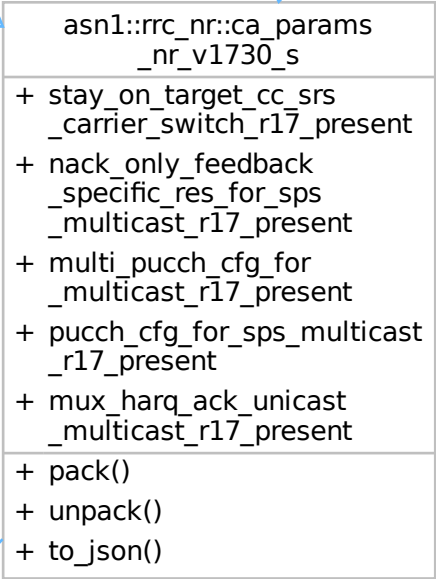 asn1::rrc_nr::ca_params
_nr_v1730_s
+ stay_on_target_cc_srs
_carrier_switch_r17_present
+ nack_only_feedback
_specific_res_for_sps
_multicast_r17_present
+ multi_pucch_cfg_for
_multicast_r17_present
+ pucch_cfg_for_sps_multicast
_r17_present
+ mux_harq_ack_unicast
_multicast_r17_present
+ pack()
+ unpack()
+ to_json()